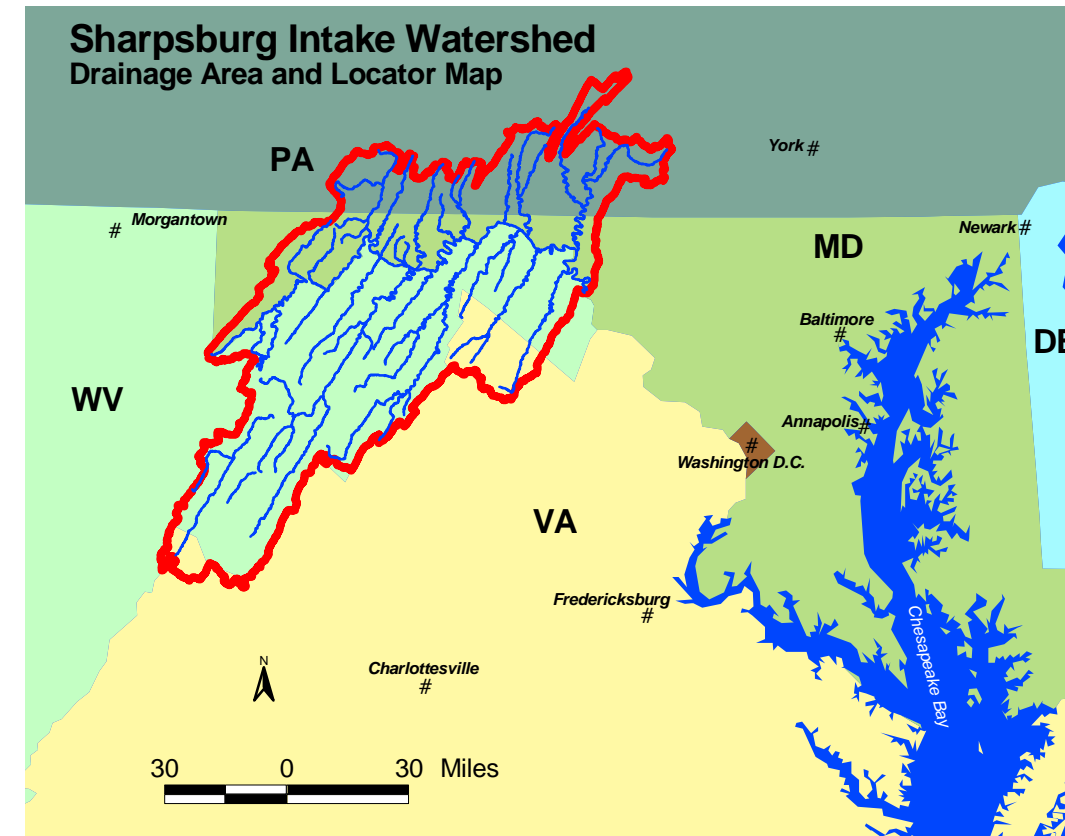 Sharpsburg Intake Watershed
Drainage Area and Locator Map
York #
PA
Morgantown
#
Newark #
MD
Baltimore
#
DE
WV
Annapolis #
#
Washington D.C.
VA
Fredericksburg
#
Chesapeake Bay
N
Charlottesville
#
30 0 30 Miles